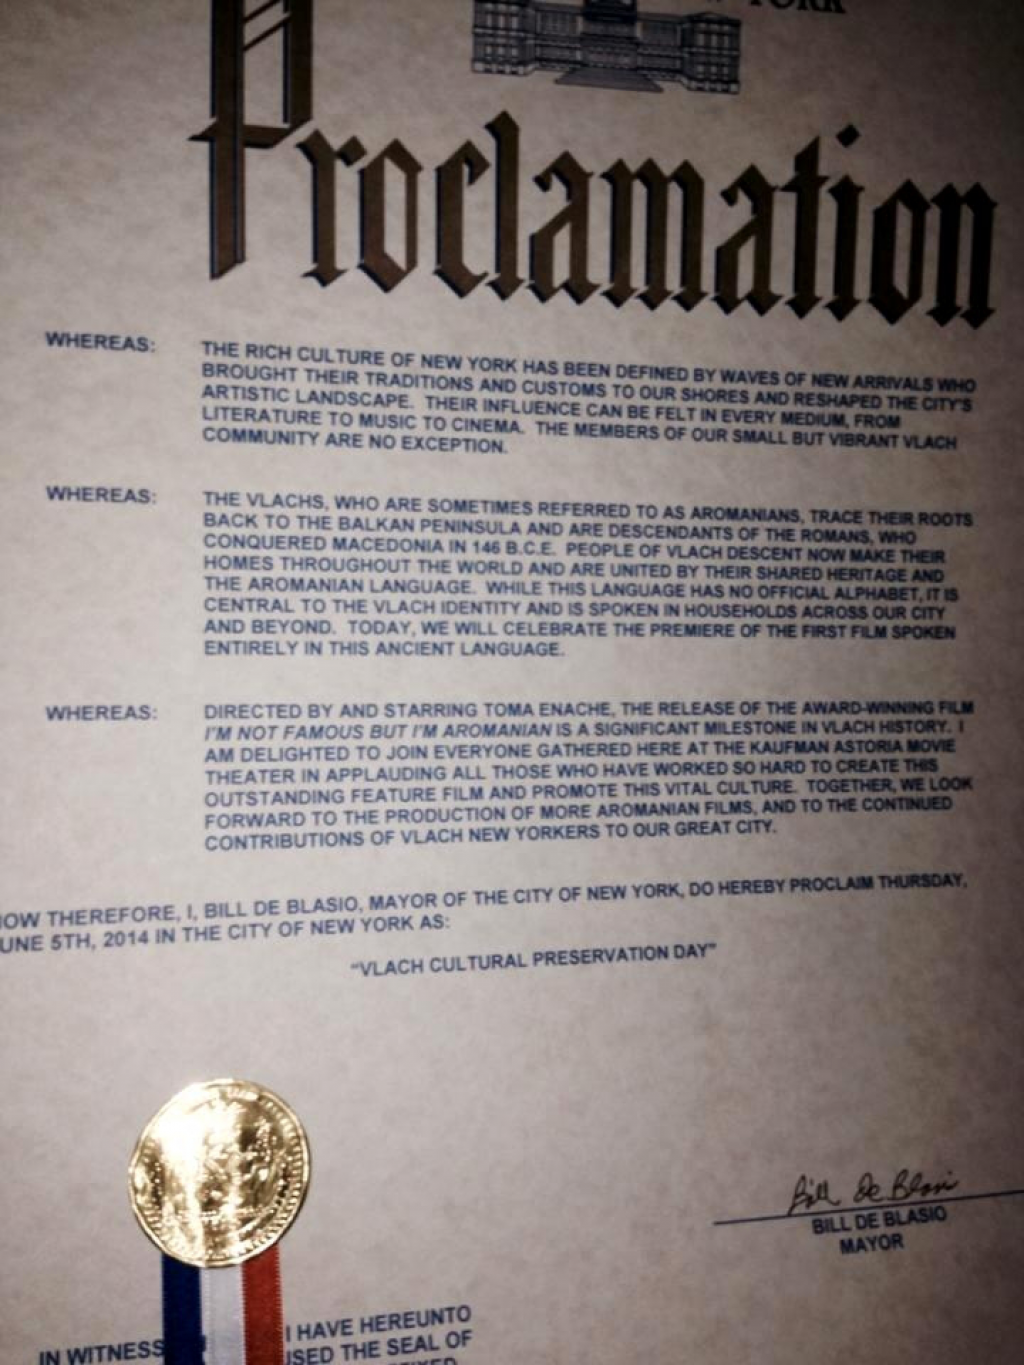 YORK
Proclamation
WHEREAS: THE RICH CULTURE OF NEW YORK HAS BEEN DEFINED BY WAVES OF NEW ARRIVALS WHO
BROUGHT THEIR TRADITIONS AND CUSTOMS TO OUR SHORES AND RESHAPED THE CITY'S
ARTISTIC LANDSCAPE. THEIR INFLUENCE CAN BE FELT IN EVERY MEDIUM, FROM
LITERATURE TO MUSIC TO CINEMA. THE MEMBERS OF OUR SMALL BUT VIBRANT VLACH
COMMUNITY ARE NO EXCEPTION.
WHEREAS: THE VLACHS, WHO ARE SOMETIMES REFERRED TO AS AROMANIANS, TRACE THEIR ROOTS
BACK TO THE BALKAN PENINSULA AND ARE DESCENDANTS OF THE ROMANS, WHO
CONQUERED MACEDONIA IN 146 B.C.E. PEOPLE OF VLACH DESCENT NOW MAKE THEIR
HOMES THROUGHOUT THE WORLD AND ARE UNITED BY THEIR SHARED HERITAGE AND
THE AROMANIAN LANGUAGE. WHILE THIS LANGUAGE HAS NO OFFICIAL ALPHABET, IT IS
CENTRAL TO THE VLACH IDENTITY AND IS SPOKEN IN HOUSEHOLDS ACROSS OUR CITY
AND BEYOND. TODAY, WE WILL CELEBRATE THE PREMIERE OF THE FIRST FILM SPOKEN
ENTIRELY IN THIS ANCIENT LANGUAGE.
WHEREAS: DIRECTED BY AND STARRING TOMA ENACHE, THE RELEASE OF THE AWARD-WINNING FILM
I'M NOT FAMOUS BUT I'M AROMANIAN IS A SIGNIFICANT MILESTONE IN VLACH HISTORY. I
AM DELIGHTED TO JOIN EVERYONE GATHERED HERE AT THE KAUFMAN ASTORIA MOVIE
THEATER IN APPLAUDING ALL THOSE WHO HAVE WORKED SO HARD TO CREATE THIS
OUTSTANDING FEATURE FILM AND PROMOTE THIS VITAL CULTURE. TOGETHER, WE LOOK
FORWARD TO THE PRODUCTION OF MORE AROMANIAN FILMS, AND TO THE CONTINUED
CONTRIBUTIONS OF VLACH NEW YORKERS TO OUR GREAT CITY.
OW THEREFORE, I, BILL DE BLASIO, MAYOR OF THE CITY OF NEW YORK, DO HEREBY PROCLAIM THURSDAY,
UNE 5TH, 2014 IN THE CITY OF NEW YORK AS:
"VLACH CULTURAL PRESERVATION DAY"
Bill De Blasio
BILL DE BLASIO
MAYOR
IN WITNESS I HAVE HEREUNTO
USED THE SEAL OF